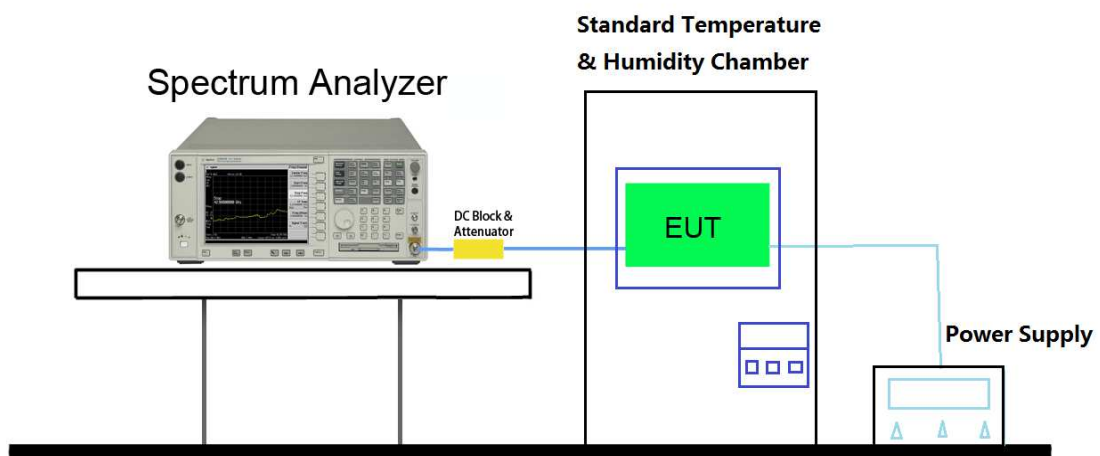 Standard Temperature
& Humidity Chamber
Spectrum Analyzer
DC Block &
Attenuator
EUT
Power Supply